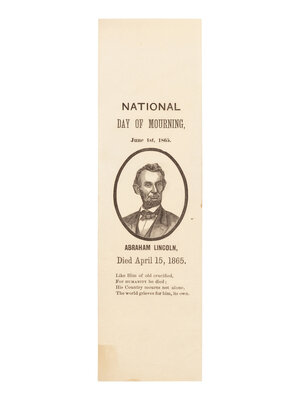 NATIONAL
DAY OF MOURNING,
June 1st, 1865.
ABRAHAM LINCOLN,
Died April 15, 1865.
Like Him of old crucified,
For HUMANITY he died;
His Country mourns not alone,
The world grieves for him, its own.